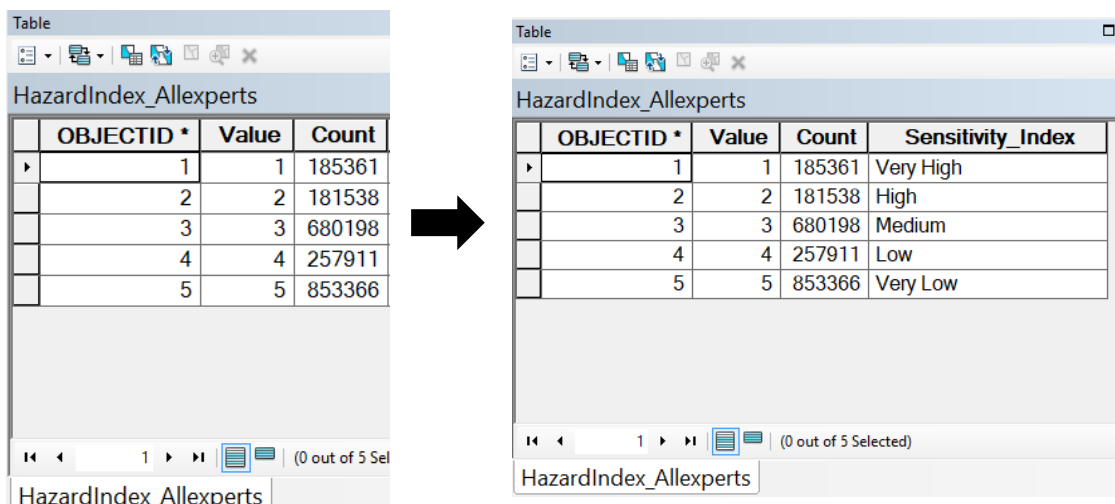 Table
HazardIndex_Allexperts
OBJECTID * Value Count
1 1 185361
2 2 181538
3 3 680198
4 4 257911
5 5 853366
1 (0 out of 5 Sel
HazardIndex_Allexperts
Table
HazardIndex_Allexperts
OBJECTID * Value Count Sensitivity_Index
1 1 185361 Very High
2 2 181538 High
3 3 680198 Medium
4 4 257911 Low
5 5 853366 Very Low
1 (0 out of 5 Selected)
HazardIndex_Allexperts